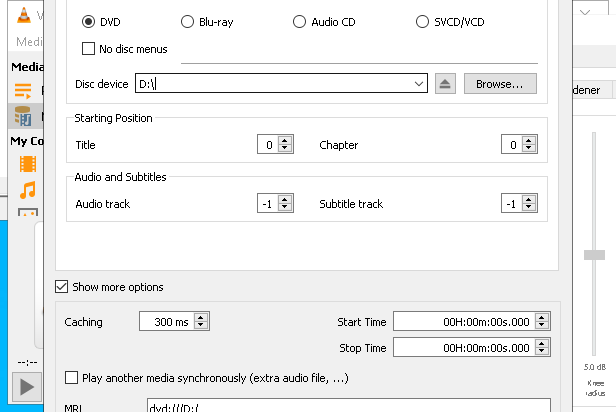 DVD Blu-ray Audio CD SVCD/VCD
Media
No disc menus
Media
Disc device D:\ Browse...
dener
Starting Position
Title 0 Chapter 0
My Co
Audio and Subtitles
Audio track -1 Subtitle track -1
Show more options
Caching 300 ms Start Time 00H:00m:00s.000
Stop Time 00H:00m:00s.000
--:--
5.0 dB
Play another media synchronously (extra audio file, ...)
Knee
radius
MRL dvd:///D:/